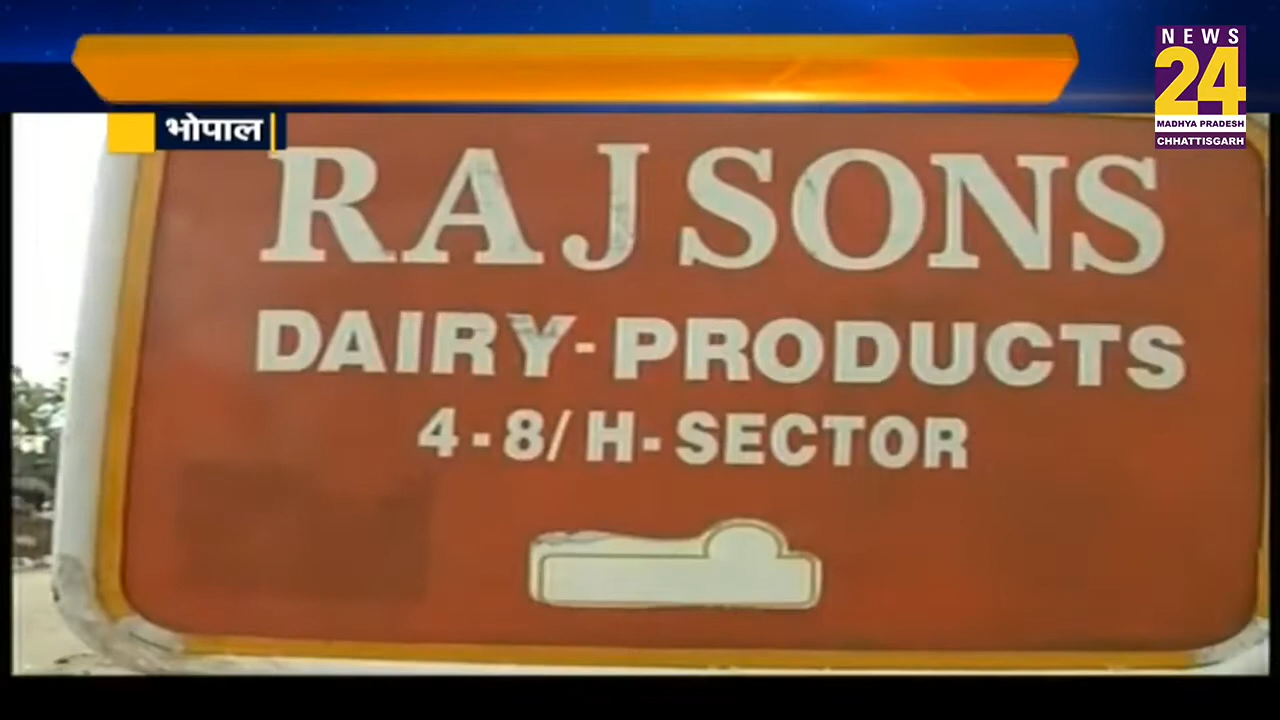 NEWS
24
MADHYA PRADESH
CHHATTISGARH
भोपाल
RAJSONS
DAIRY-PRODUCTS
4-8/H-SECTOR